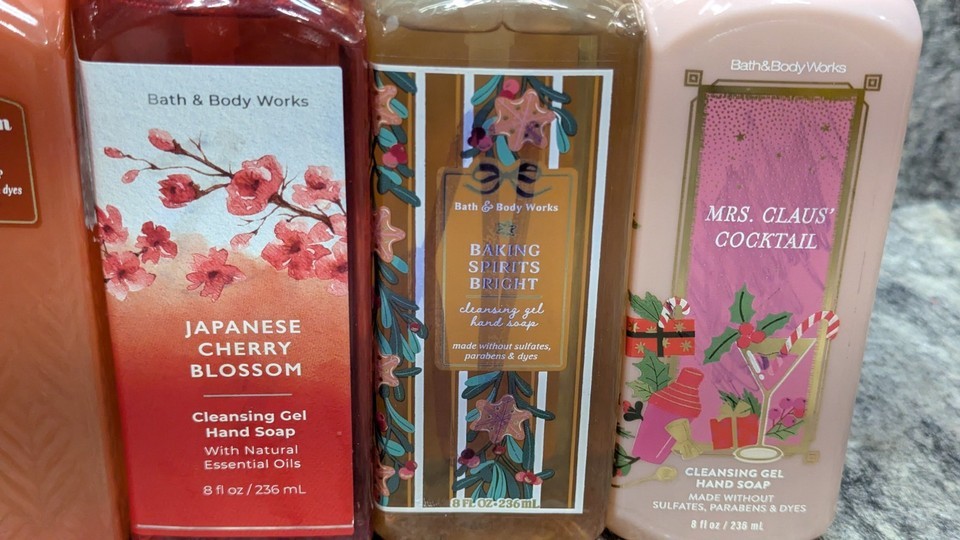 & dyes
Bath & Body Works
JAPANESE
CHERRY
BLOSSOM
Cleansing Gel
Hand Soap
With Natural
Essential Oils
8 fl oz / 236 mL
Bath & Body Works
BAKING
SPIRITS
BRIGHT
cleansing gel
hand soap
made without sulfates,
parabens & dyes
8 FL OZ • 236 mL
Bath & Body Works
MRS. CLAUS'
COCKTAIL
CLEANSING GEL
HAND SOAP
MADE WITHOUT
SULFATES, PARABENS & DYES
8 fl oz / 236 mL